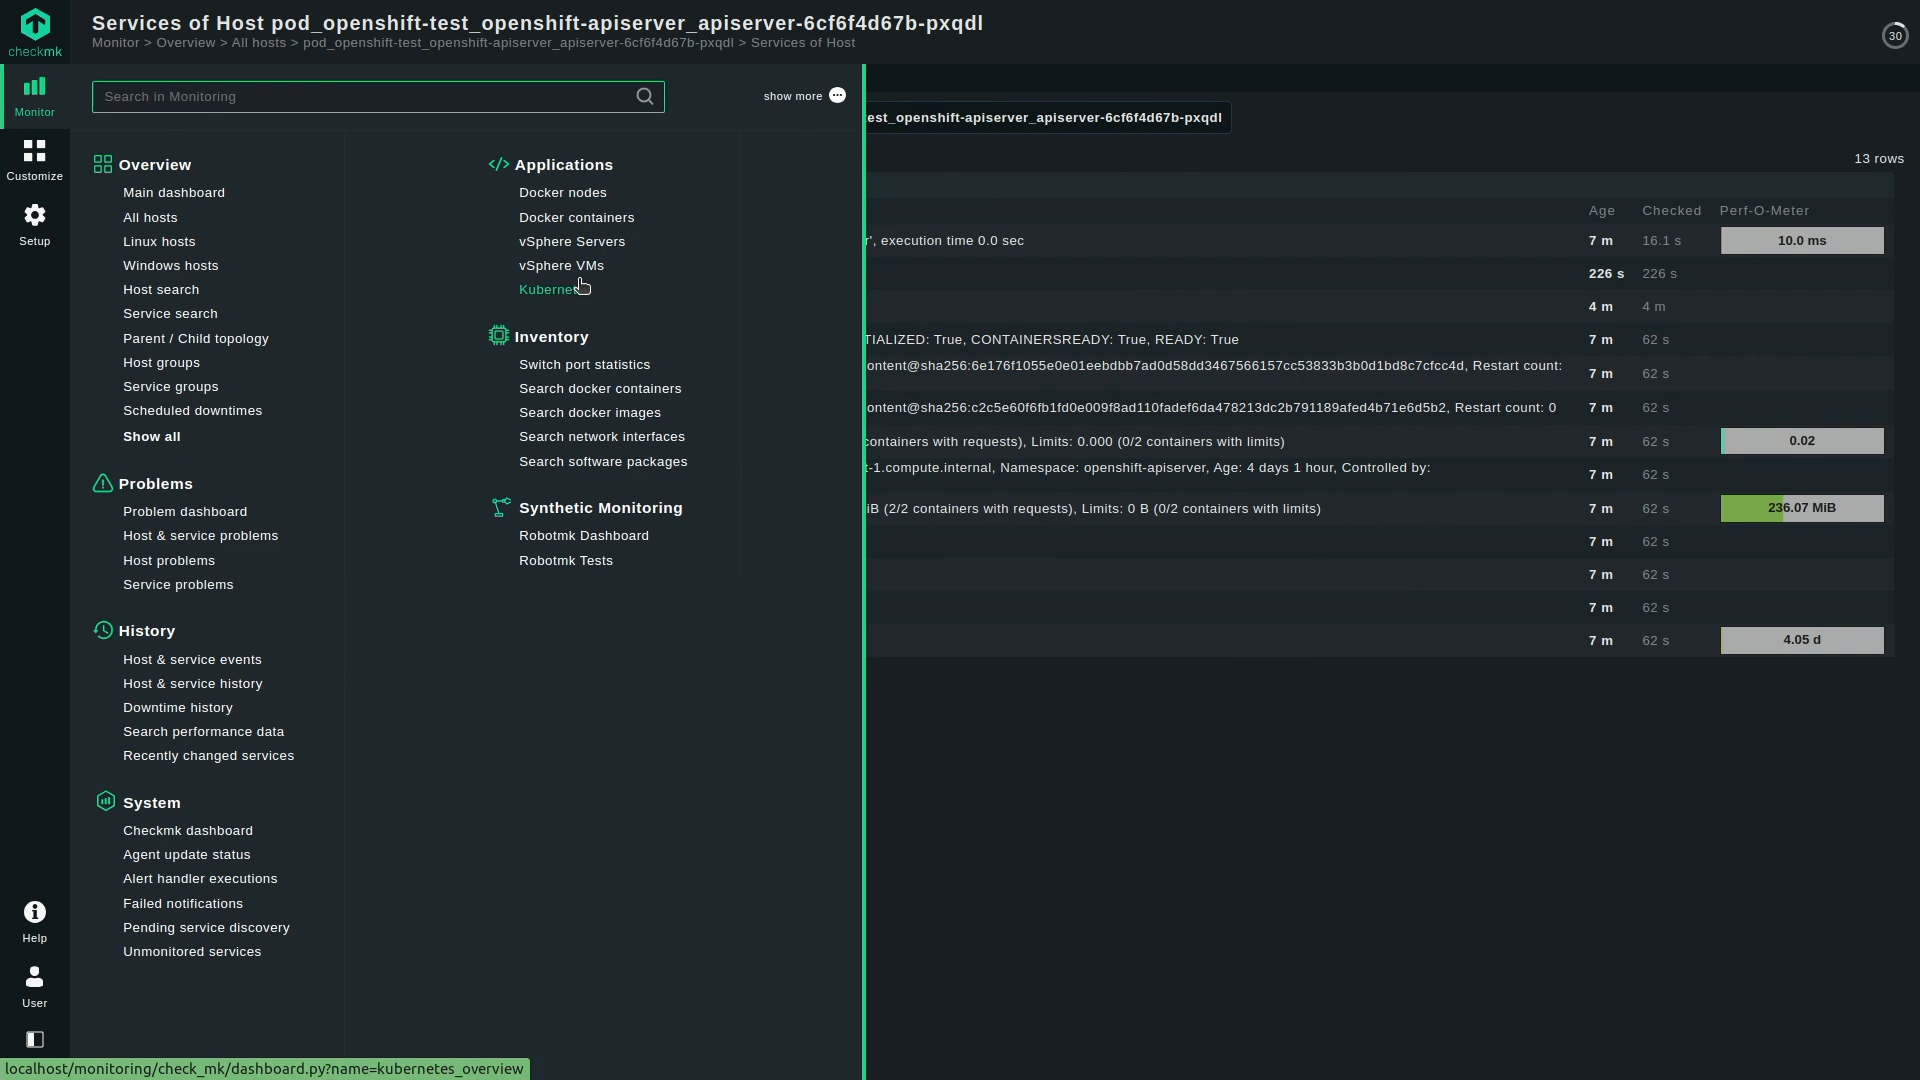 Services of Host pod_openshift-test_openshift-apiserver_apiserver-6cf6f4d67b-pxqdl
Monitor > Overview > All hosts > pod_openshift-test_openshift-apiserver_apiserver-6cf6f4d67b-pxqdl > Services of Host
checkmk
30
Monitor
Customize
Setup
Help
User
Search in Monitoring
show more
Overview
Main dashboard
All hosts
Linux hosts
Windows hosts
Host search
Service search
Parent / Child topology
Host groups
Service groups
Scheduled downtimes
Show all
Problems
Problem dashboard
Host & service problems
Host problems
Service problems
History
Host & service events
Host & service history
Downtime history
Search performance data
Recently changed services
System
Checkmk dashboard
Agent update status
Alert handler executions
Failed notifications
Pending service discovery
Unmonitored services
Applications
Docker nodes
Docker containers
vSphere Servers
vSphere VMs
Inventory
Switch port statistics
Search docker containers
Search docker images
Search network interfaces
Search software packages
Synthetic Monitoring
Robotmk Dashboard
Robotmk Tests
test_openshift-apiserver_apiserver-6cf6f4d67b-pxqdl
13 rows
Age Checked Perf-O-Meter
r', execution time 0.0 sec 7 m 16.1 s 10.0 ms
226 s 226 s
4 m 4 m
TIALIZED: True, CONTAINERSREADY: True, READY: True 7 m 62 s
ontent@sha256:6e176f1055e0e01eebdbb7ad0d58dd3467566157cc53833b3b0d1bd8c7cfcc4d, Restart count: 7 m 62 s
ontent@sha256:c2c5e60f6fb1fd0e009f8ad110fadef6da478213dc2b791189afed4b71e6d5b2, Restart count: 0 7 m 62 s
containers with requests), Limits: 0.000 (0/2 containers with limits) 7 m 62 s 0.02
t-1.compute.internal, Namespace: openshift-apiserver, Age: 4 days 1 hour, Controlled by: 7 m 62 s
iB (2/2 containers with requests), Limits: 0 B (0/2 containers with limits) 7 m 62 s 236.07 MiB
7 m 62 s
7 m 62 s
7 m 62 s
7 m 62 s 4.05 d
localhost/monitoring/check_mk/dashboard.py?name=kubernetes_overview